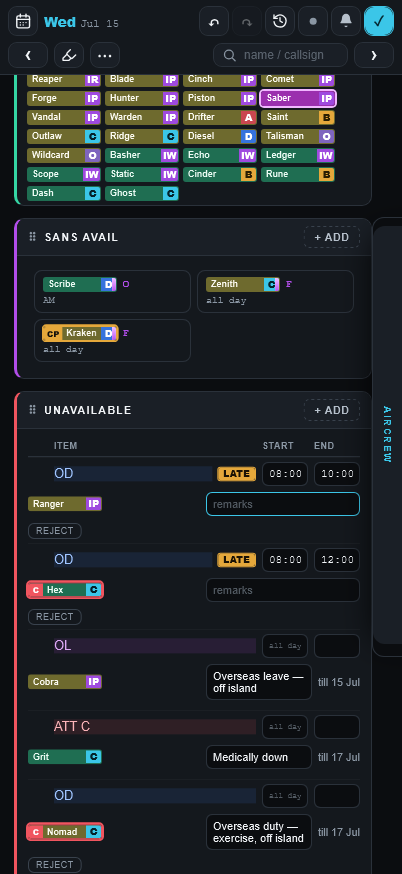 Wed Jul 15
name / callsign
Reaper IP Blade IP Cinch IP Comet IP
Forge IP Hunter IP Piston IP Saber IP
Vandal IP Warden IP Drifter A Saint B
Outlaw C Ridge C Diesel D Talisman O
Wildcard O Basher IW Echo IW Ledger IW
Scope IW Static IW Cinder B Rune B
Dash C Ghost C
SANS AVAIL + ADD
Scribe D O Zenith C F
AM all day
CP Kraken D F
all day
UNAVAILABLE + ADD
ITEM START END
OD LATE 08:00 10:00
Ranger IP remarks
REJECT
OD LATE 08:00 12:00
C Hex C remarks
REJECT
OL all day
Cobra IP Overseas leave — off island till 15 Jul
ATT C all day
Grit C Medically down till 17 Jul
OD all day
C Nomad C Overseas duty — exercise, off island till 17 Jul
REJECT
AIRCREW